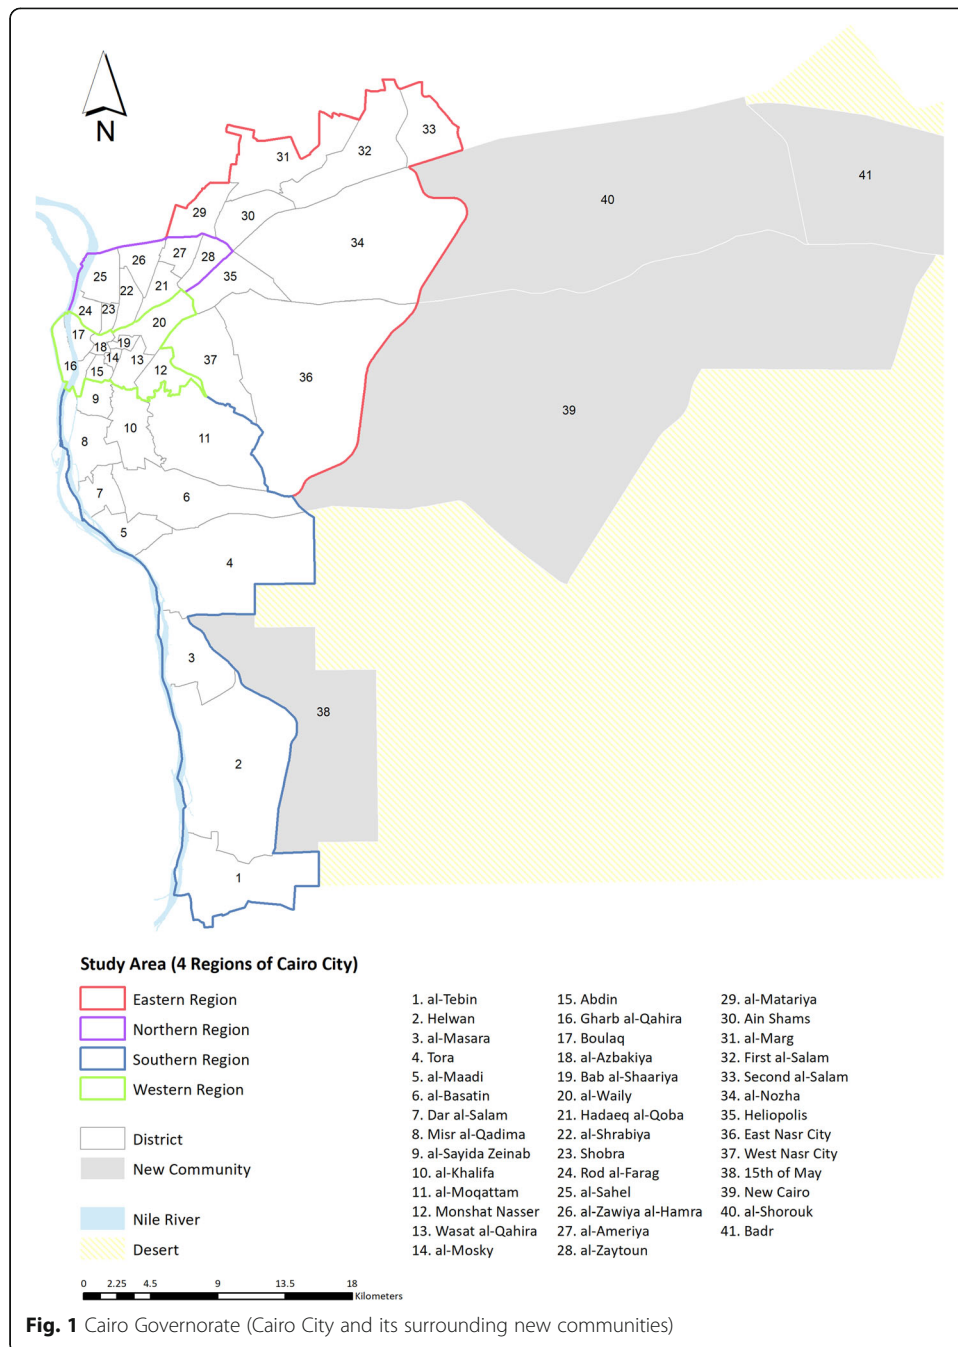 N
33
31
32
41
40
29
30
34
27
26
28
25
35
21
22
24
23
20
17
19
18
14
13
37
16
15
12
36
9
39
10
11
8
7
6
5
4
3
38
2
1
Study Area (4 Regions of Cairo City)
Eastern Region
Northern Region
Southern Region
Western Region
District
New Community
Nile River
Desert
1. al-Tebin
2. Helwan
3. al-Masara
4. Tora
5. al-Maadi
6. al-Basatin
7. Dar al-Salam
8. Misr al-Qadima
9. al-Sayida Zeinab
10. al-Khalifa
11. al-Moqattam
12. Monshat Nasser
13. Wasat al-Qahira
14. al-Mosky
15. Abdin
16. Gharb al-Qahira
17. Boulaq
18. al-Azbakiya
19. Bab al-Shaariya
20. al-Waily
21. Hadaeq al-Qoba
22. al-Shrabiya
23. Shobra
24. Rod al-Farag
25. al-Sahel
26. al-Zawiya al-Hamra
27. al-Ameriya
28. al-Zaytoun
29. al-Matariya
30. Ain Shams
31. al-Marg
32. First al-Salam
33. Second al-Salam
34. al-Nozha
35. Heliopolis
36. East Nasr City
37. West Nasr City
38. 15th of May
39. New Cairo
40. al-Shorouk
41. Badr
0 2.25 4.5 9 13.5 18
Kilometers
Fig. 1 Cairo Governorate (Cairo City and its surrounding new communities)